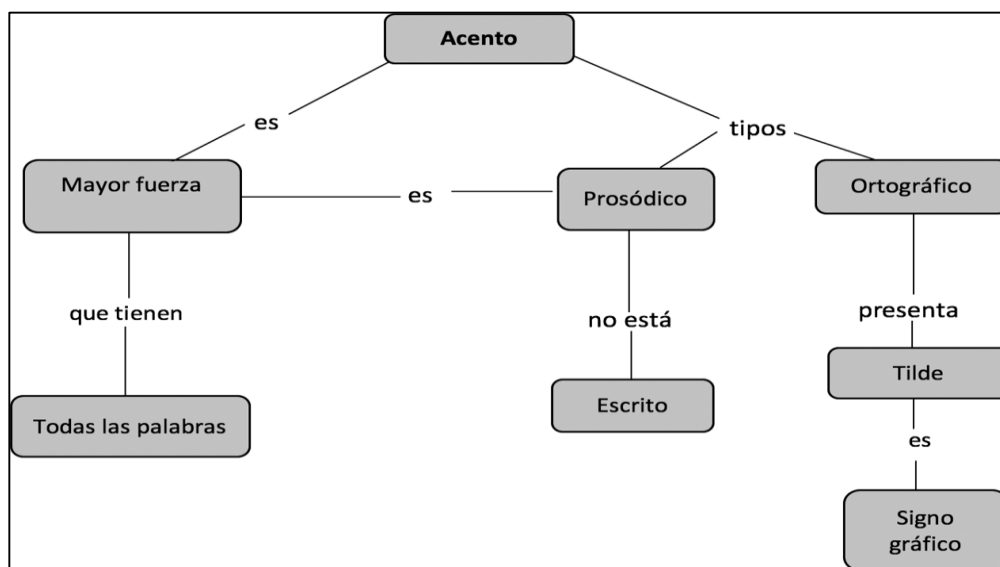 Acento
es
tipos
Mayor fuerza
es
Prosódico
Ortográfico
que tienen
no está
presenta
Tilde
Todas las palabras
Escrito
es
Signo
gráfico